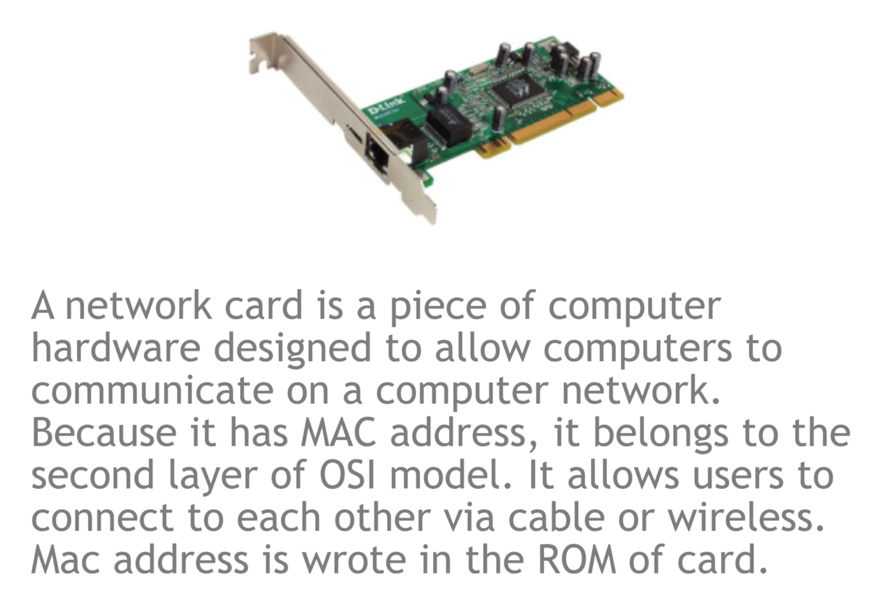 D-Link
A network card is a piece of computer
hardware designed to allow computers to
communicate on a computer network.
Because it has MAC address, it belongs to the
second layer of OSI model. It allows users to
connect to each other via cable or wireless.
Mac address is wrote in the ROM of card.